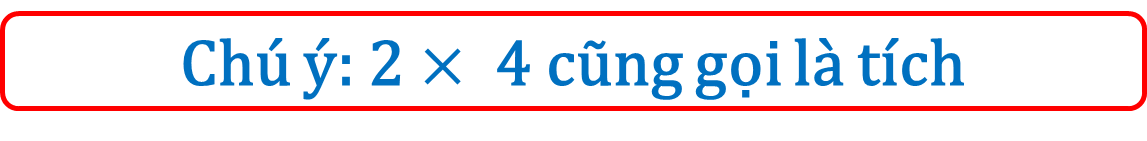 Chú ý: 2 × 4 cũng gọi là tích